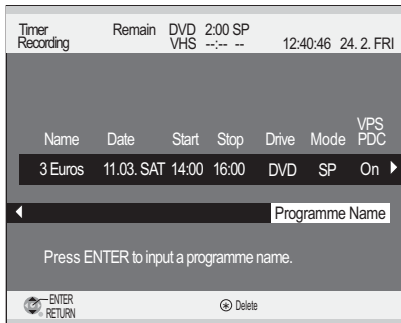 Timer Recording Remain DVD 2:00 SP
VHS --:-- -- 12:40:46 24. 2. FRI
Name Date Start Stop Drive Mode VPS PDC
3 Euros 11.03. SAT 14:00 16:00 DVD SP On
Programme Name
Press ENTER to input a programme name.
ENTER
RETURN
Delete